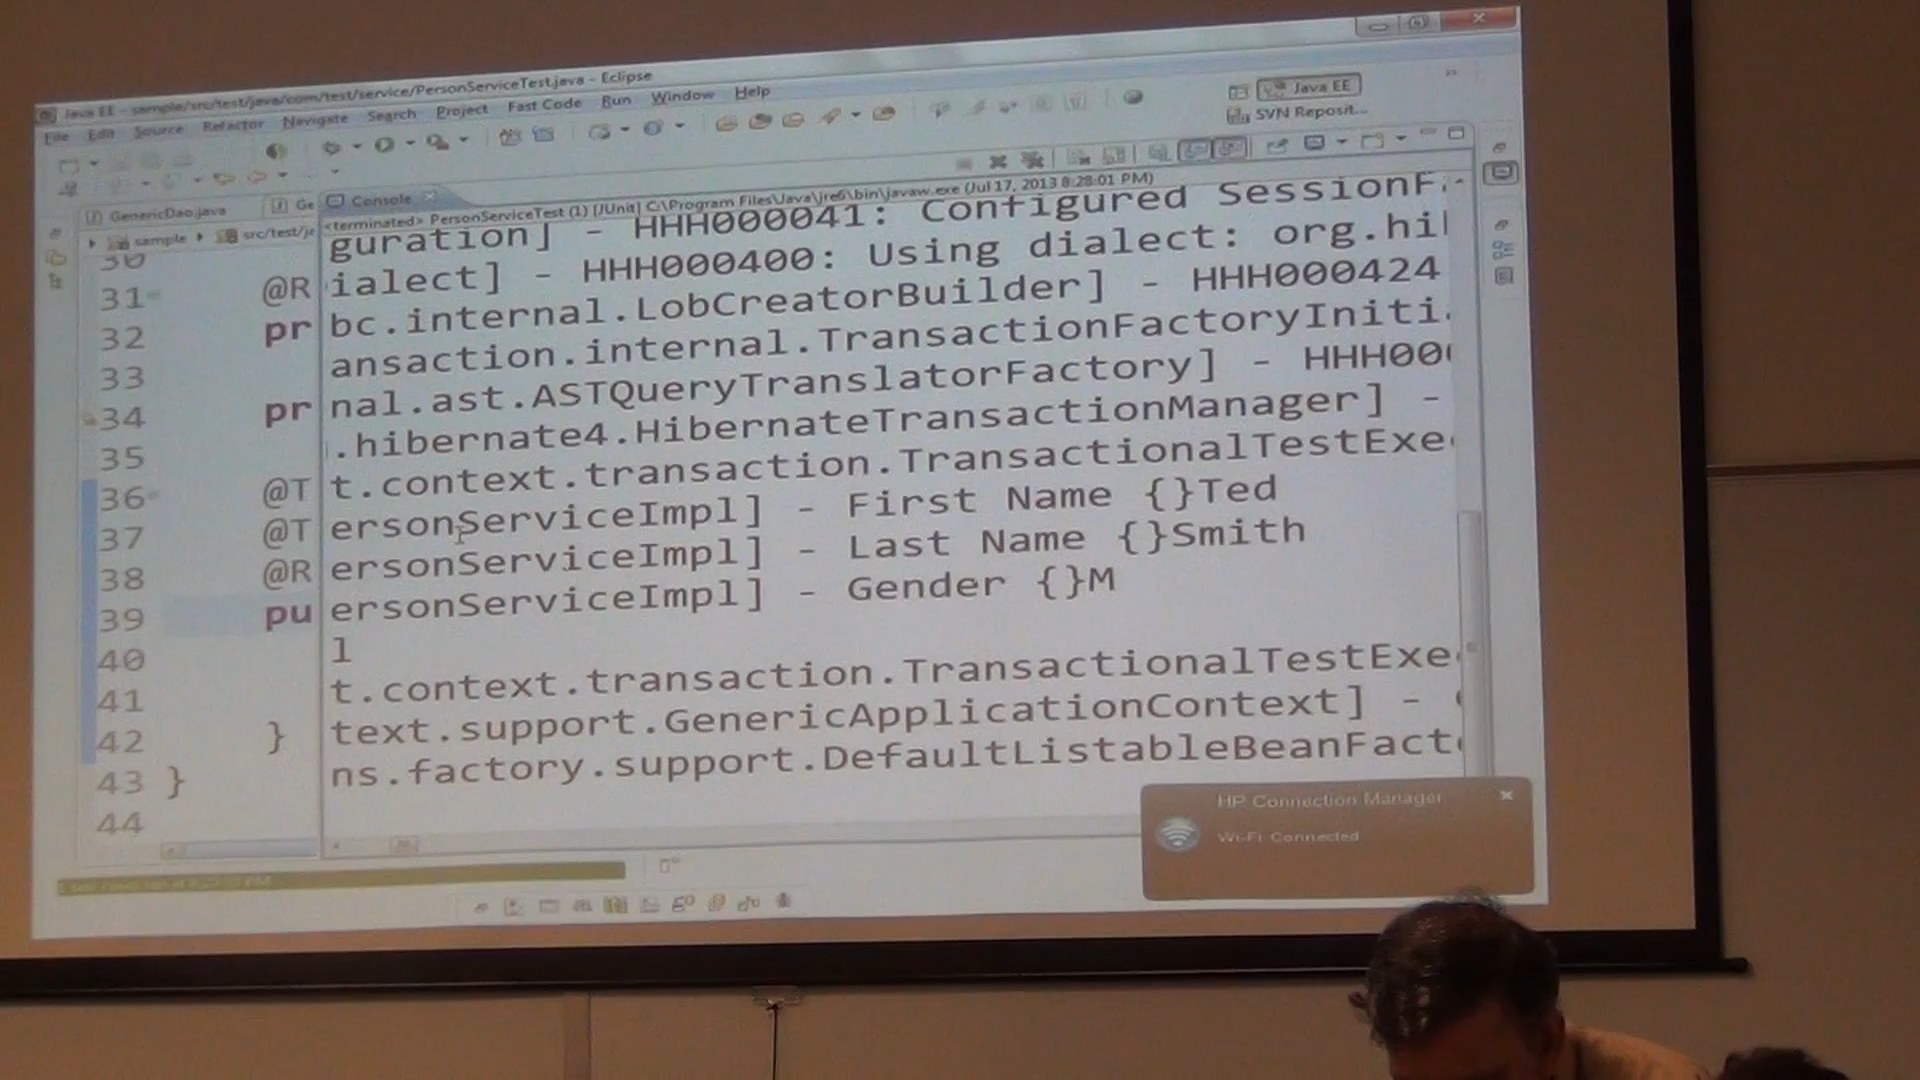 Java EE - sample/src/test/java/com/test/service/PersonServiceTest.java - Eclipse
File Edit Source Refactor Navigate Search Project Fast Code Run Window Help
Java EE
SVN Reposit...
GenericDao.java
Ge
Console
sample
src/test/ja
<terminated> PersonServiceTest (1) [JUnit] C:\Program Files\Java\jre6\bin\javaw.exe (Jul 17, 2013 8:28:01 PM)
30
31 @R
32 pr
33
34 pr
35
36 @T
37 @T
38 @R
39 pu
40
41
42 }
43 }
44
guration] - HHH000041: Configured SessionF
ialect] - HHH000400: Using dialect: org.hi
bc.internal.LobCreatorBuilder] - HHH000424
ansaction.internal.TransactionFactoryIniti
nal.ast.ASTQueryTranslatorFactory] - HHH00
.hibernate4.HibernateTransactionManager] -
t.context.transaction.TransactionalTestExe
ersonServiceImpl] - First Name {}Ted
ersonServiceImpl] - Last Name {}Smith
ersonServiceImpl] - Gender {}M
l
t.context.transaction.TransactionalTestExe
text.support.GenericApplicationContext] -
ns.factory.support.DefaultListableBeanFact
HP Connection Manager
Wi-Fi Connected